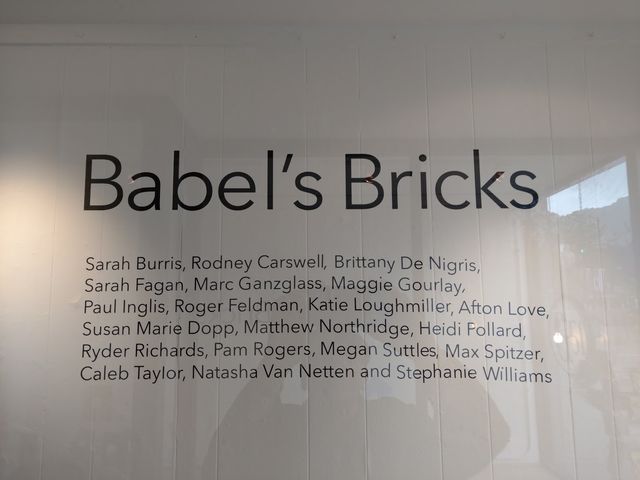 Babel's Bricks
Sarah Burris, Rodney Carswell, Brittany De Nigris,
Sarah Fagan, Marc Ganzglass, Maggie Gourlay,
Paul Inglis, Roger Feldman, Katie Loughmiller, Afton Love,
Susan Marie Dopp, Matthew Northridge, Heidi Pollard,
Ryder Richards, Pam Rogers, Megan Suttles, Max Spitzer,
Caleb Taylor, Natasha Van Netten and Stephanie Williams